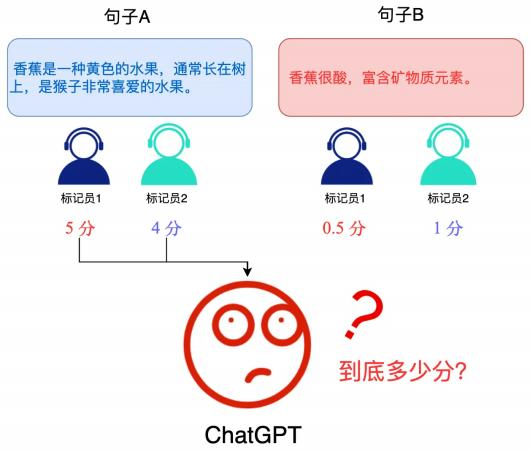 句子A
句子B
香蕉是一种黄色的水果，通常长在树
上，是猴子非常喜爱的水果。
香蕉很酸，富含矿物质元素。
标记员1
标记员2
标记员1
标记员2
5 分
4 分
0.5 分
1 分
?
到底多少分?
ChatGPT